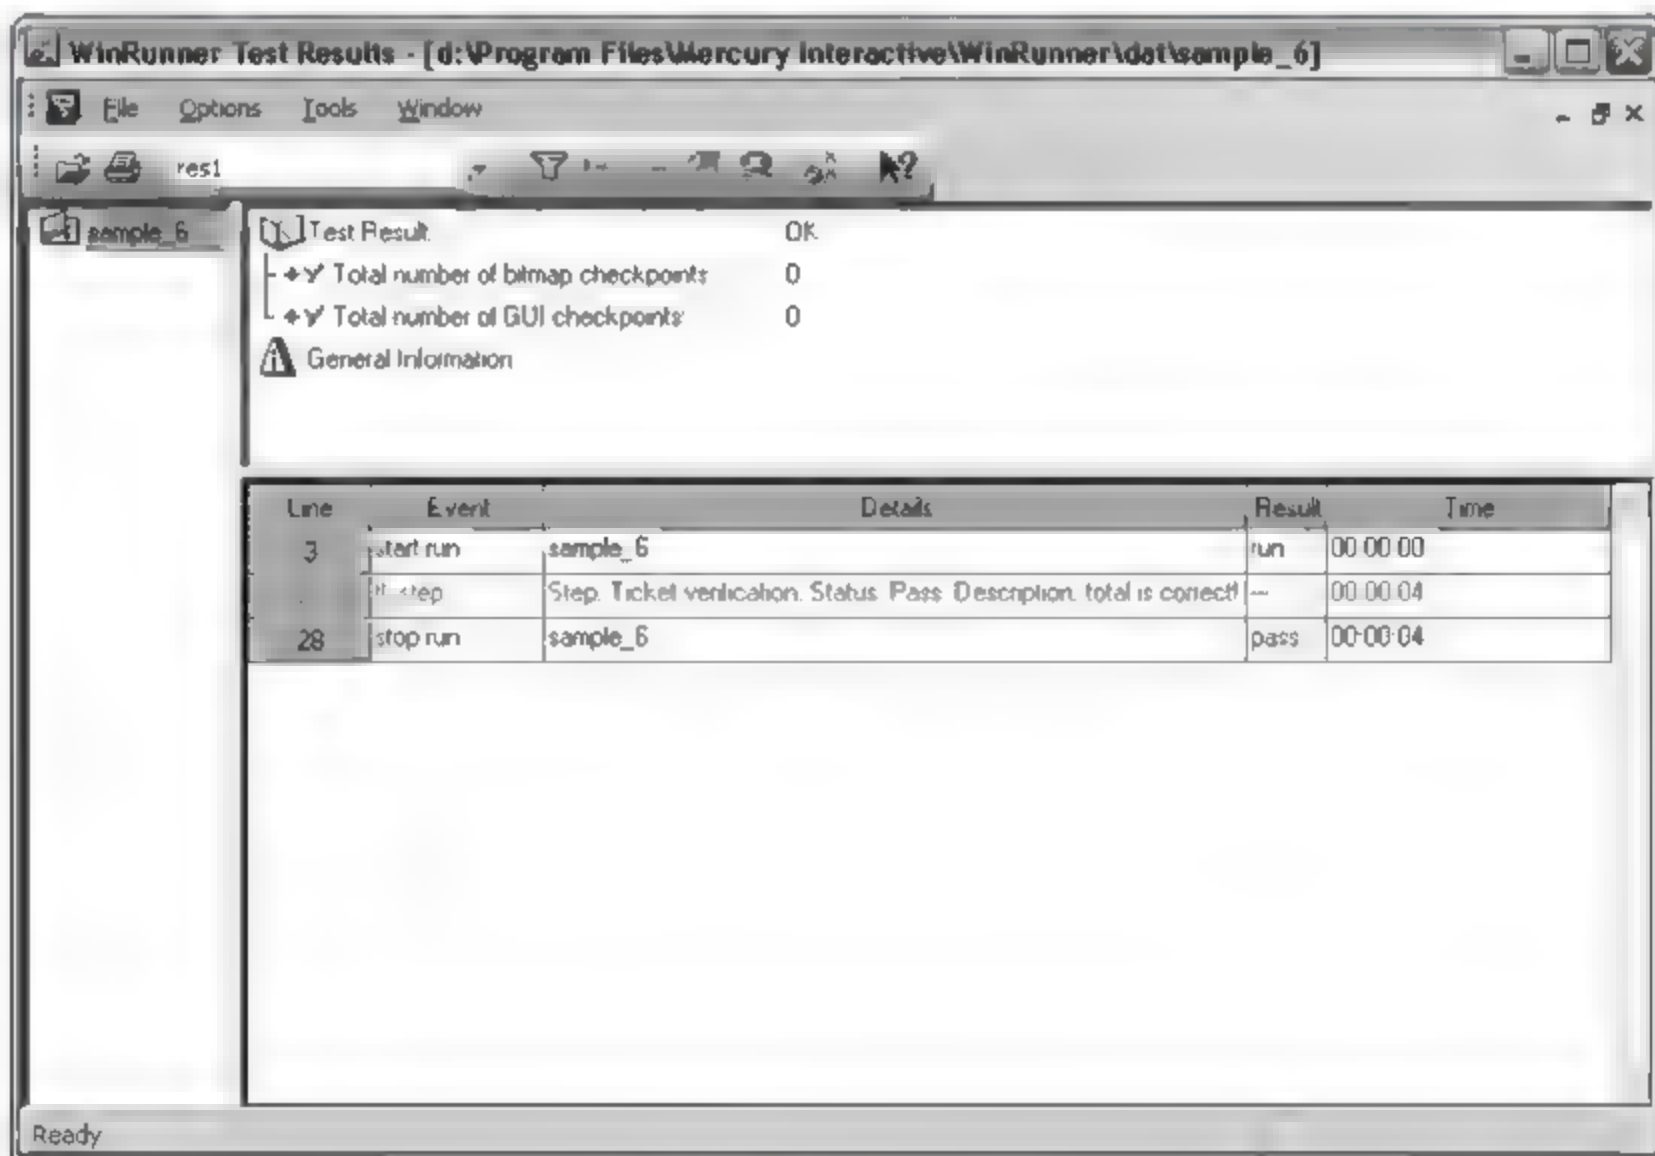 WinRunner Test Results - [d:\Program Files\Mercury Interactive\WinRunner\dat\sample_6]
File Options Tools Window
res1
sample_6
Test Result OK
Total number of bitmap checkpoints 0
Total number of GUI checkpoints 0
General Information
Line Event Details Result Time
3 start run sample_6 run 00:00:00
step Step: Ticket verification. Status: Pass. Description: total is correct! --- 00:00:04
28 stop run sample_6 pass 00:00:04
Ready